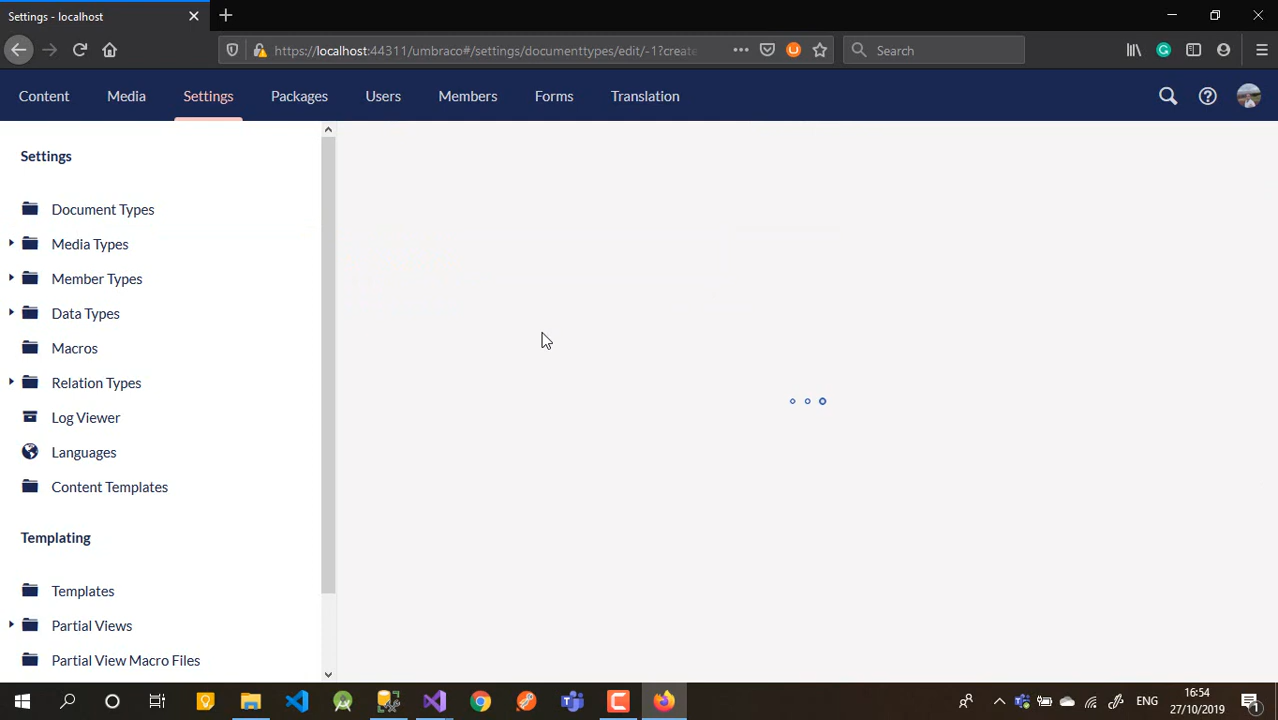 Settings - localhost
https://localhost:44311/umbraco#/settings/documenttypes/edit/-1?create
Search
Content
Media
Settings
Packages
Users
Members
Forms
Translation
Settings
Document Types
Media Types
Member Types
Data Types
Macros
Relation Types
Log Viewer
Languages
Content Templates
Templating
Templates
Partial Views
Partial View Macro Files
ENG
16:54
27/10/2019
1